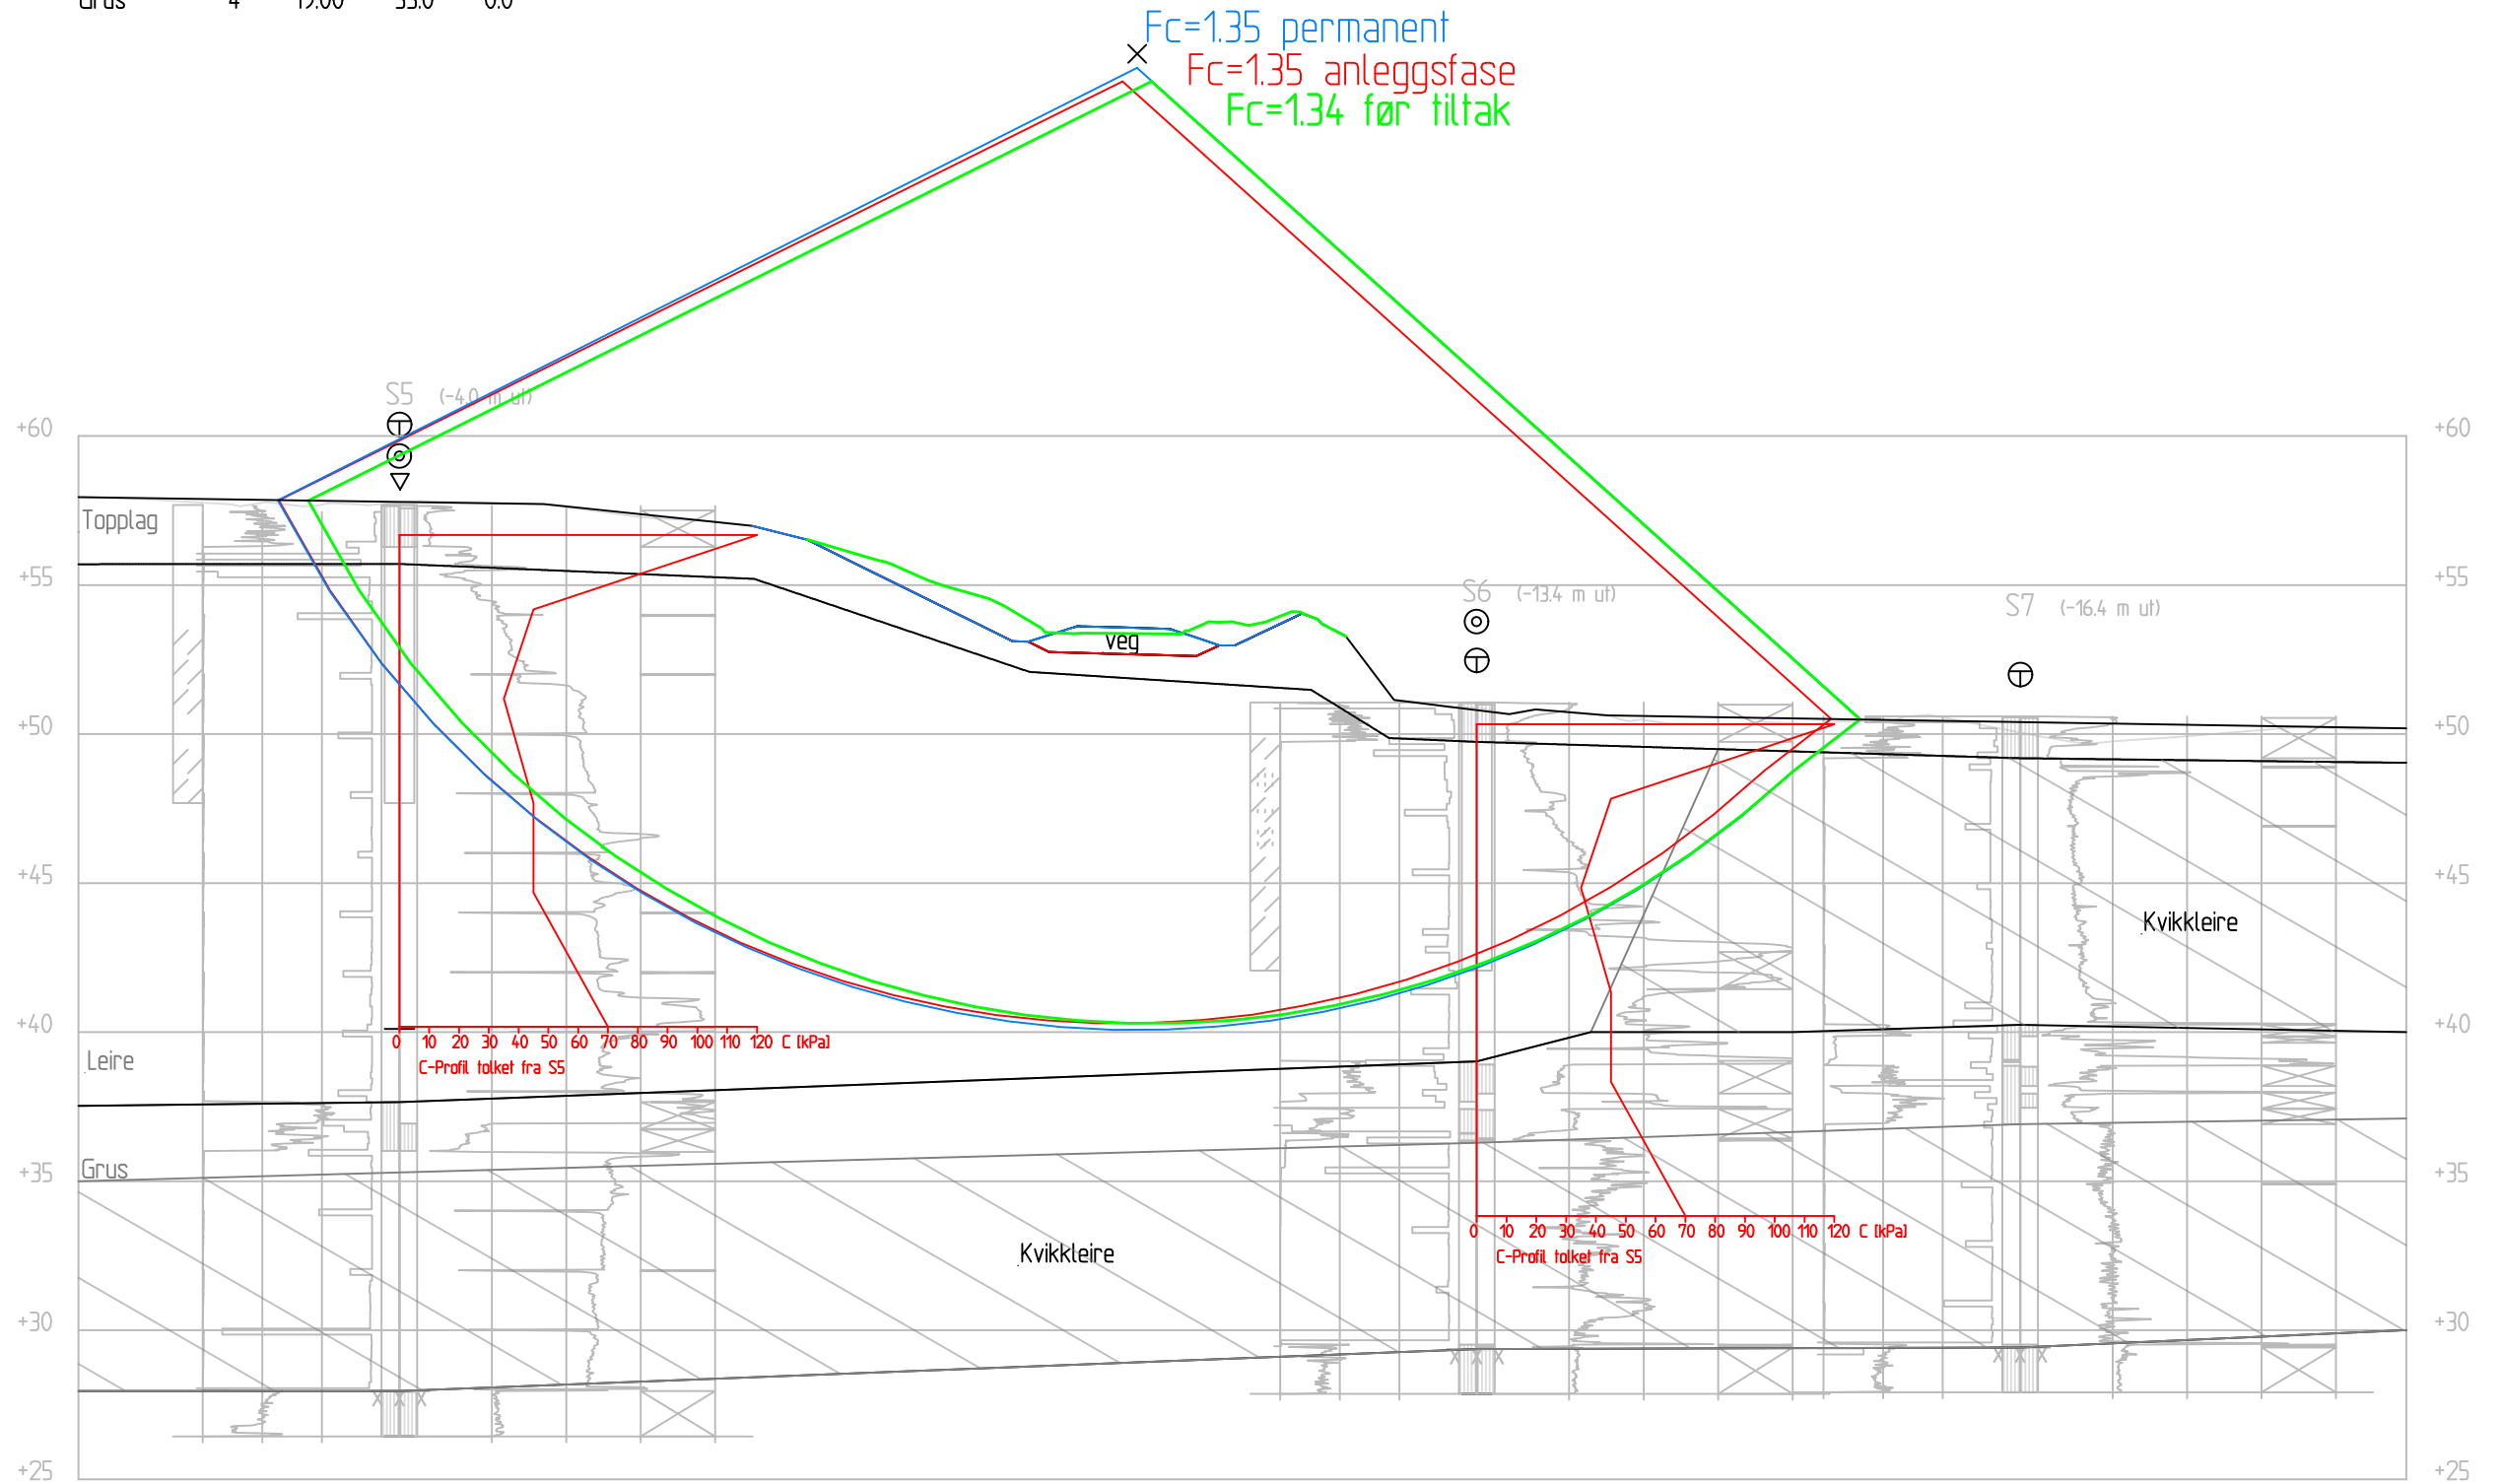 Grus 4 19.00 35.0 0.0
Fc=1.35 permanent
Fc=1.35 anleggsfase
Fc=1.34 før tiltak
S5 (-4.0 m ut)
+60 +60
Topplag
+55 +55
S6 (-13.4 m ut)
S7 (-16.4 m ut)
veg
+50 +50
+45 +45
Kvikkleire
+40 +40
0 10 20 30 40 50 60 70 80 90 100 110 120 C [kPa]
C-Profil tolket fra S5
Leire
+35 +35
Grus
0 10 20 30 40 50 60 70 80 90 100 110 120 C [kPa]
C-Profil tolket fra S5
Kvikkleire
+30 +30
+25 +25